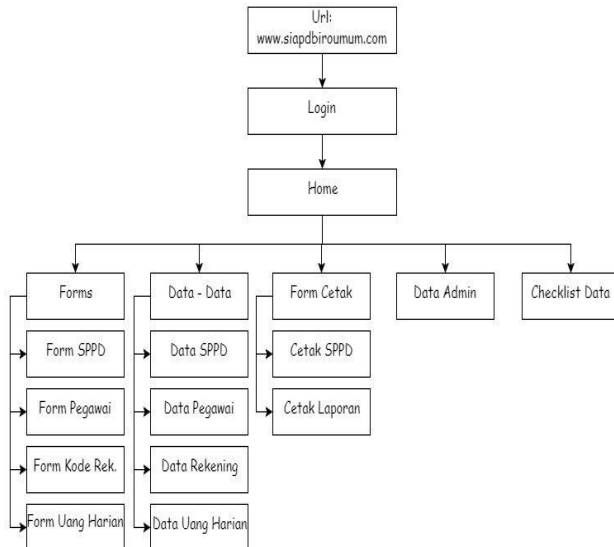 Url:
www.siapdbiroumum.com
Login
Home
Forms
Data - Data
Form Cetak
Data Admin
Checklist Data
Form SPPD
Data SPPD
Cetak SPPD
Form Pegawai
Data Pegawai
Cetak Laporan
Form Kode Rek.
Data Rekening
Form Uang Harian
Data Uang Harian